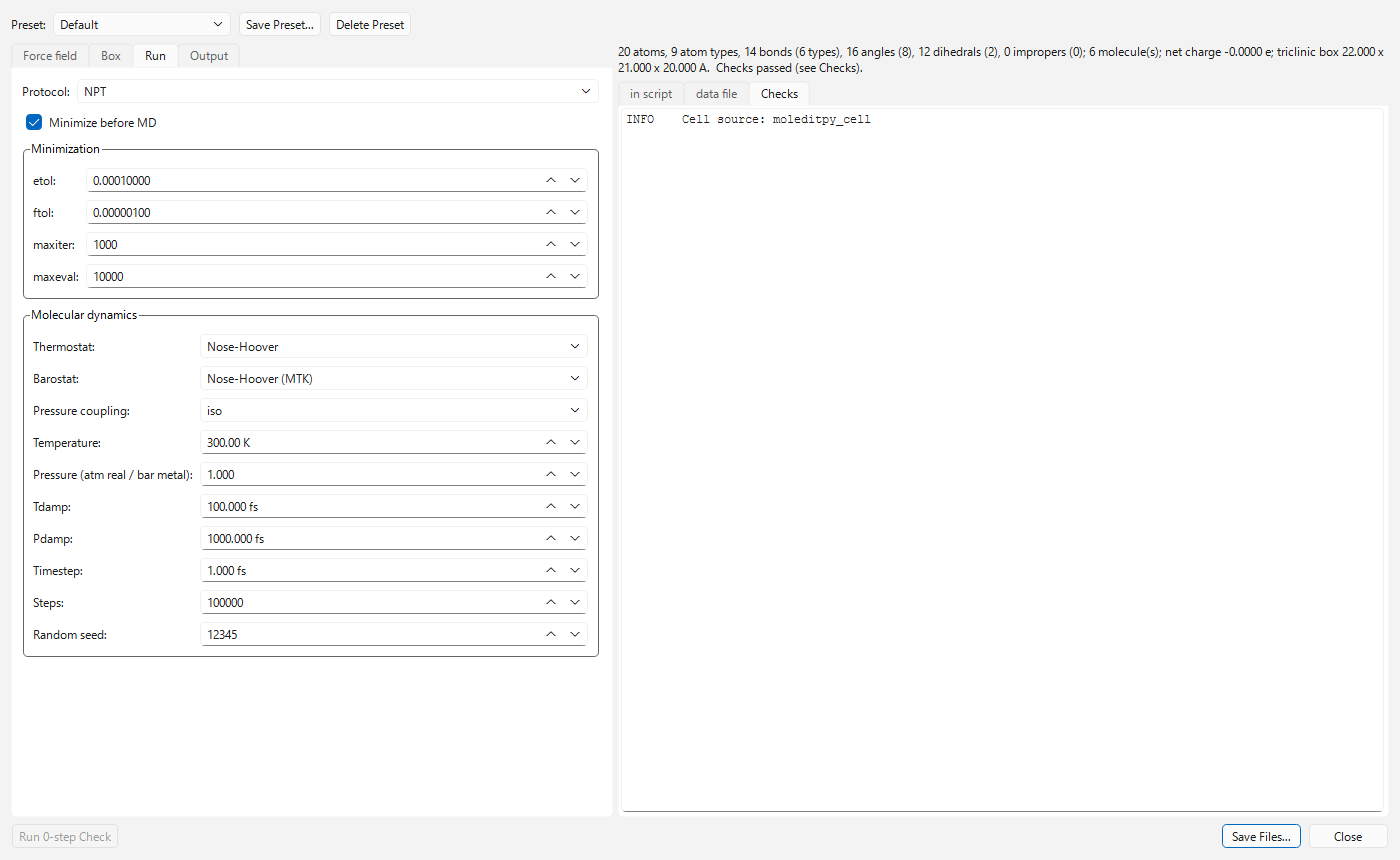 Preset: Default Save Preset... Delete Preset
Force field Box Run Output
Protocol: NPT
Minimize before MD
Minimization
etol: 0.00010000
ftol: 0.00000100
maxiter: 1000
maxeval: 10000
Molecular dynamics
Thermostat: Nose-Hoover
Barostat: Nose-Hoover (MTK)
Pressure coupling: iso
Temperature: 300.00 K
Pressure (atm real / bar metal): 1.000
Tdamp: 100.000 fs
Pdamp: 1000.000 fs
Timestep: 1.000 fs
Steps: 100000
Random seed: 12345
20 atoms, 9 atom types, 14 bonds (6 types), 16 angles (8), 12 dihedrals (2), 0 impropers (0); 6 molecule(s); net charge -0.0000 e; triclinic box 22.000 x
21.000 x 20.000 A. Checks passed (see Checks).
in script data file Checks
INFO Cell source: moleditpy_cell
Run 0-step Check Save Files... Close